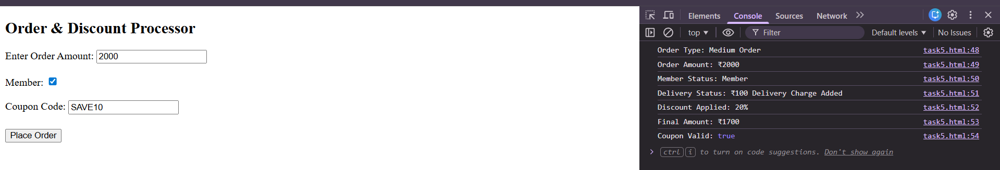 Order & Discount Processor
Enter Order Amount: 2000
Member:
Coupon Code: SAVE10
Place Order
Elements Console Sources Network
top Filter Default levels No Issues
Order Type: Medium Order task5.html:48
Order Amount: ₹2000 task5.html:49
Member Status: Member task5.html:50
Delivery Status: ₹100 Delivery Charge Added task5.html:51
Discount Applied: 20% task5.html:52
Final Amount: ₹1700 task5.html:53
Coupon Valid: true task5.html:54
ctrl i to turn on code suggestions. Don't show again